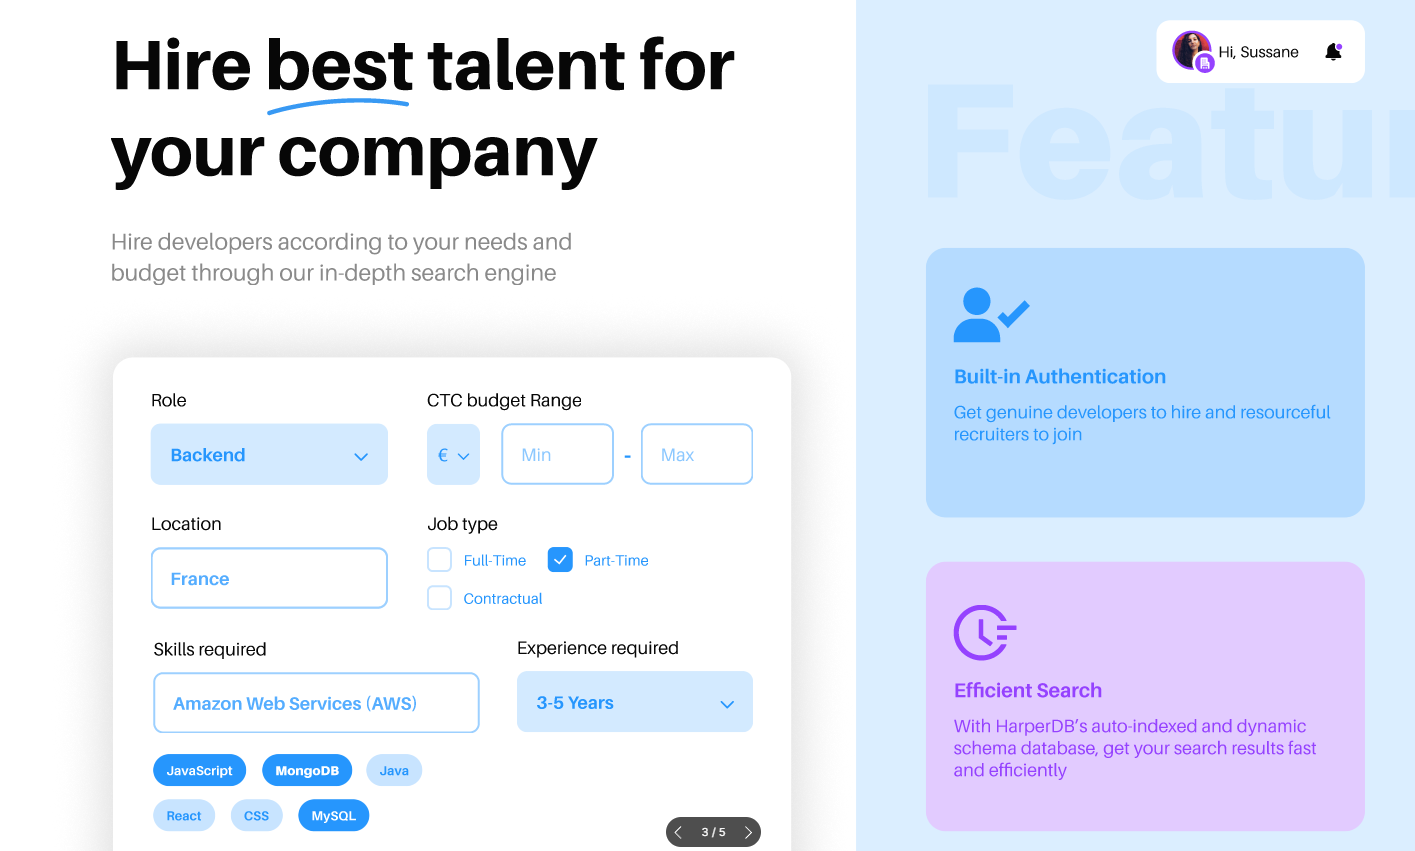 Hire best talent for
your company
Hire developers according to your needs and
budget through our in-depth search engine
Role
Backend
CTC budget Range
€
Min
-
Max
Location
France
Job type
Full-Time
Part-Time
Contractual
Skills required
Amazon Web Services (AWS)
Experience required
3-5 Years
JavaScript
MongoDB
Java
React
CSS
MySQL
3 / 5
Hi, Sussane
Featur
Built-in Authentication
Get genuine developers to hire and resourceful
recruiters to join
Efficient Search
With HarperDB’s auto-indexed and dynamic
schema database, get your search results fast
and efficiently